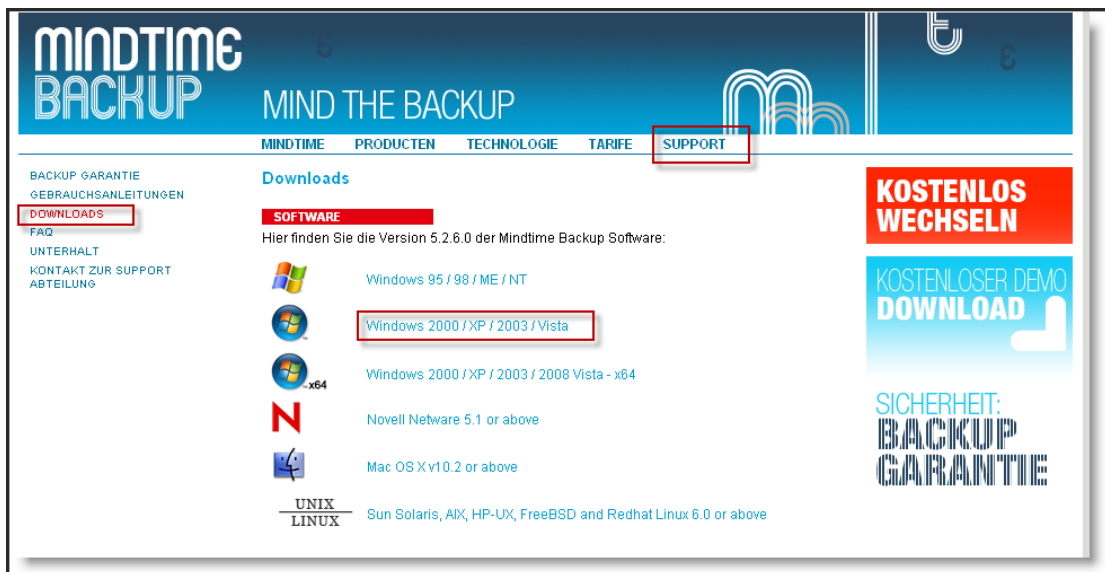 MINDTIME
BACKUP
MIND THE BACKUP
MINDTIME PRODUCTEN TECHNOLOGIE TARIFE SUPPORT
BACKUP GARANTIE
GEBRAUCHSANLEITUNGEN
DOWNLOADS
FAQ
UNTERHALT
KONTAKT ZUR SUPPORT
ABTEILUNG
Downloads
SOFTWARE
Hier finden Sie die Version 5.2.6.0 der Mindtime Backup Software:
Windows 95 / 98 / ME / NT
Windows 2000 / XP / 2003 / Vista
x64 Windows 2000 / XP / 2003 / 2008 Vista - x64
N Novell Netware 5.1 or above
Mac OS X v10.2 or above
UNIX
LINUX
Sun Solaris, AIX, HP-UX, FreeBSD and Redhat Linux 6.0 or above
KOSTENLOS
WECHSELN
KOSTENLOSER DEMO
DOWNLOAD
SICHERHEIT:
BACKUP
GARANTIE